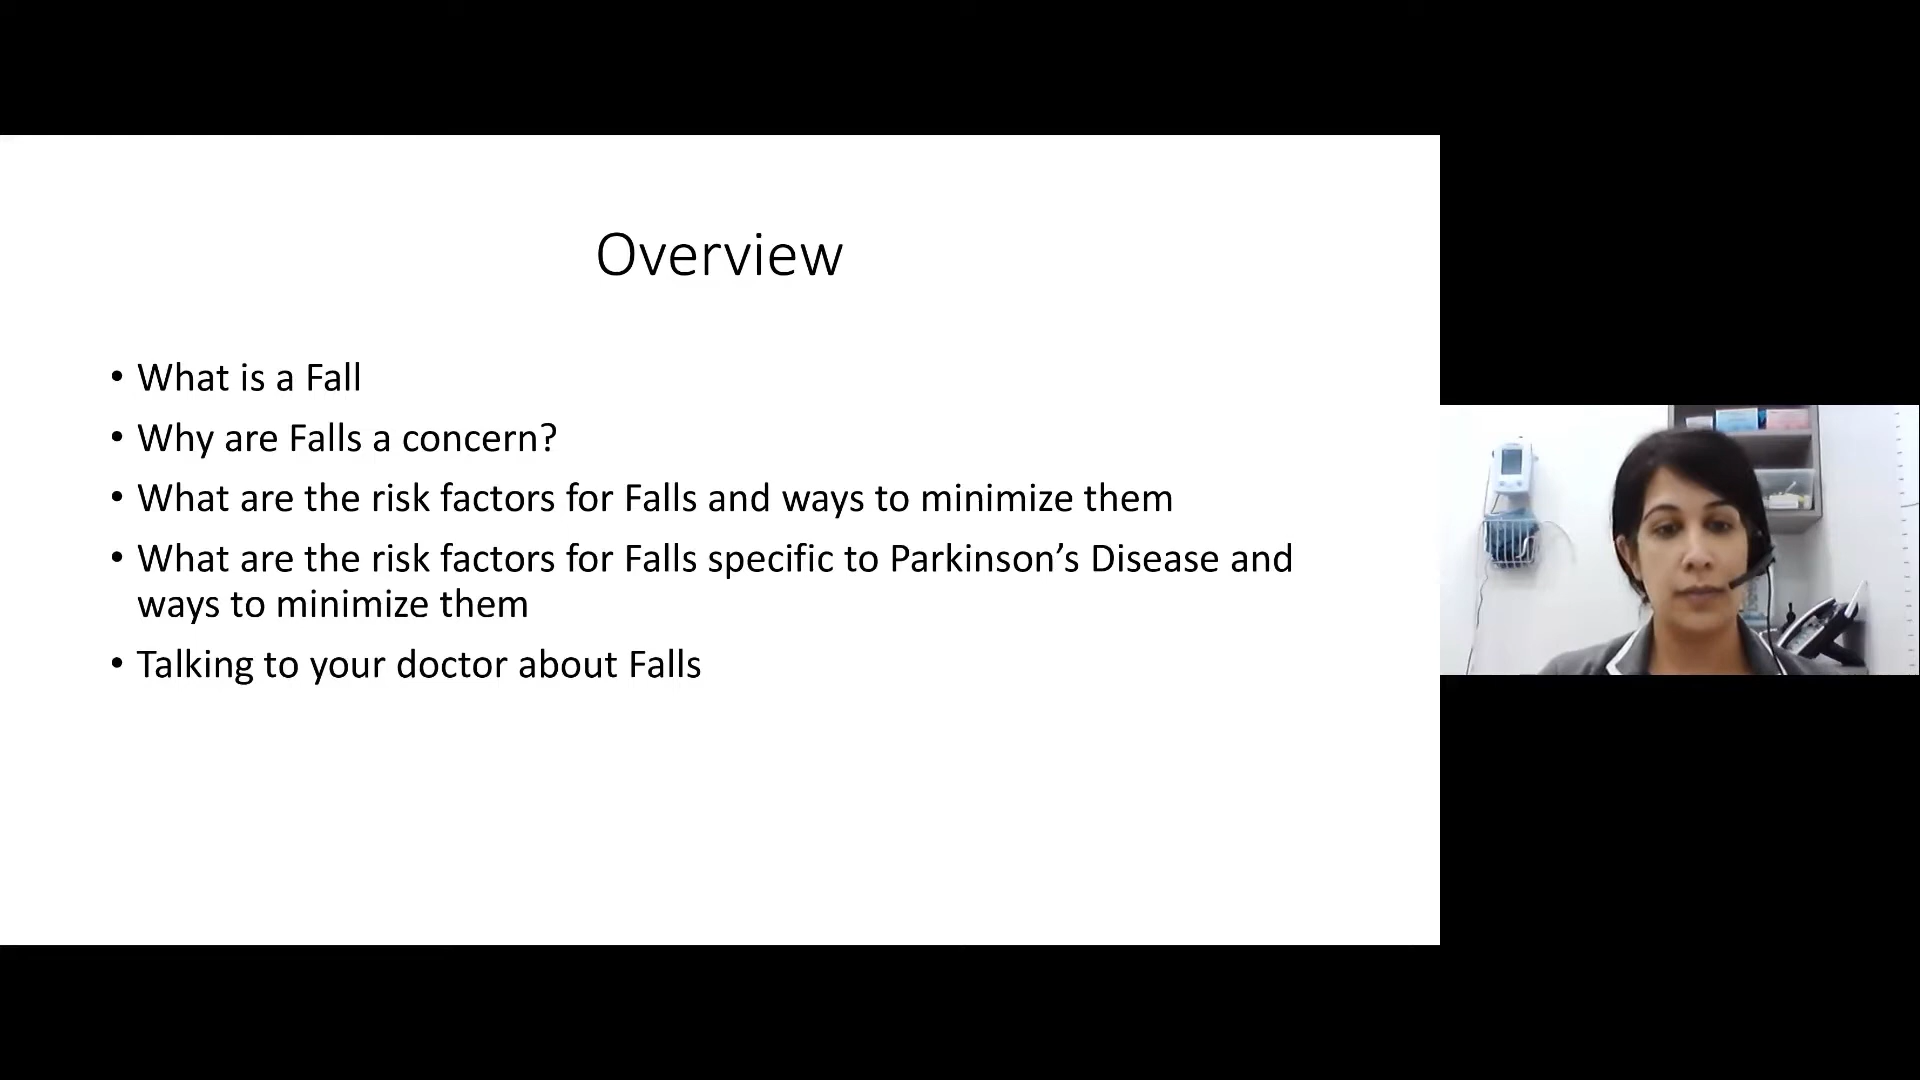 Overview
• What is a Fall
• Why are Falls a concern?
• What are the risk factors for Falls and ways to minimize them
• What are the risk factors for Falls specific to Parkinson’s Disease and
ways to minimize them
• Talking to your doctor about Falls